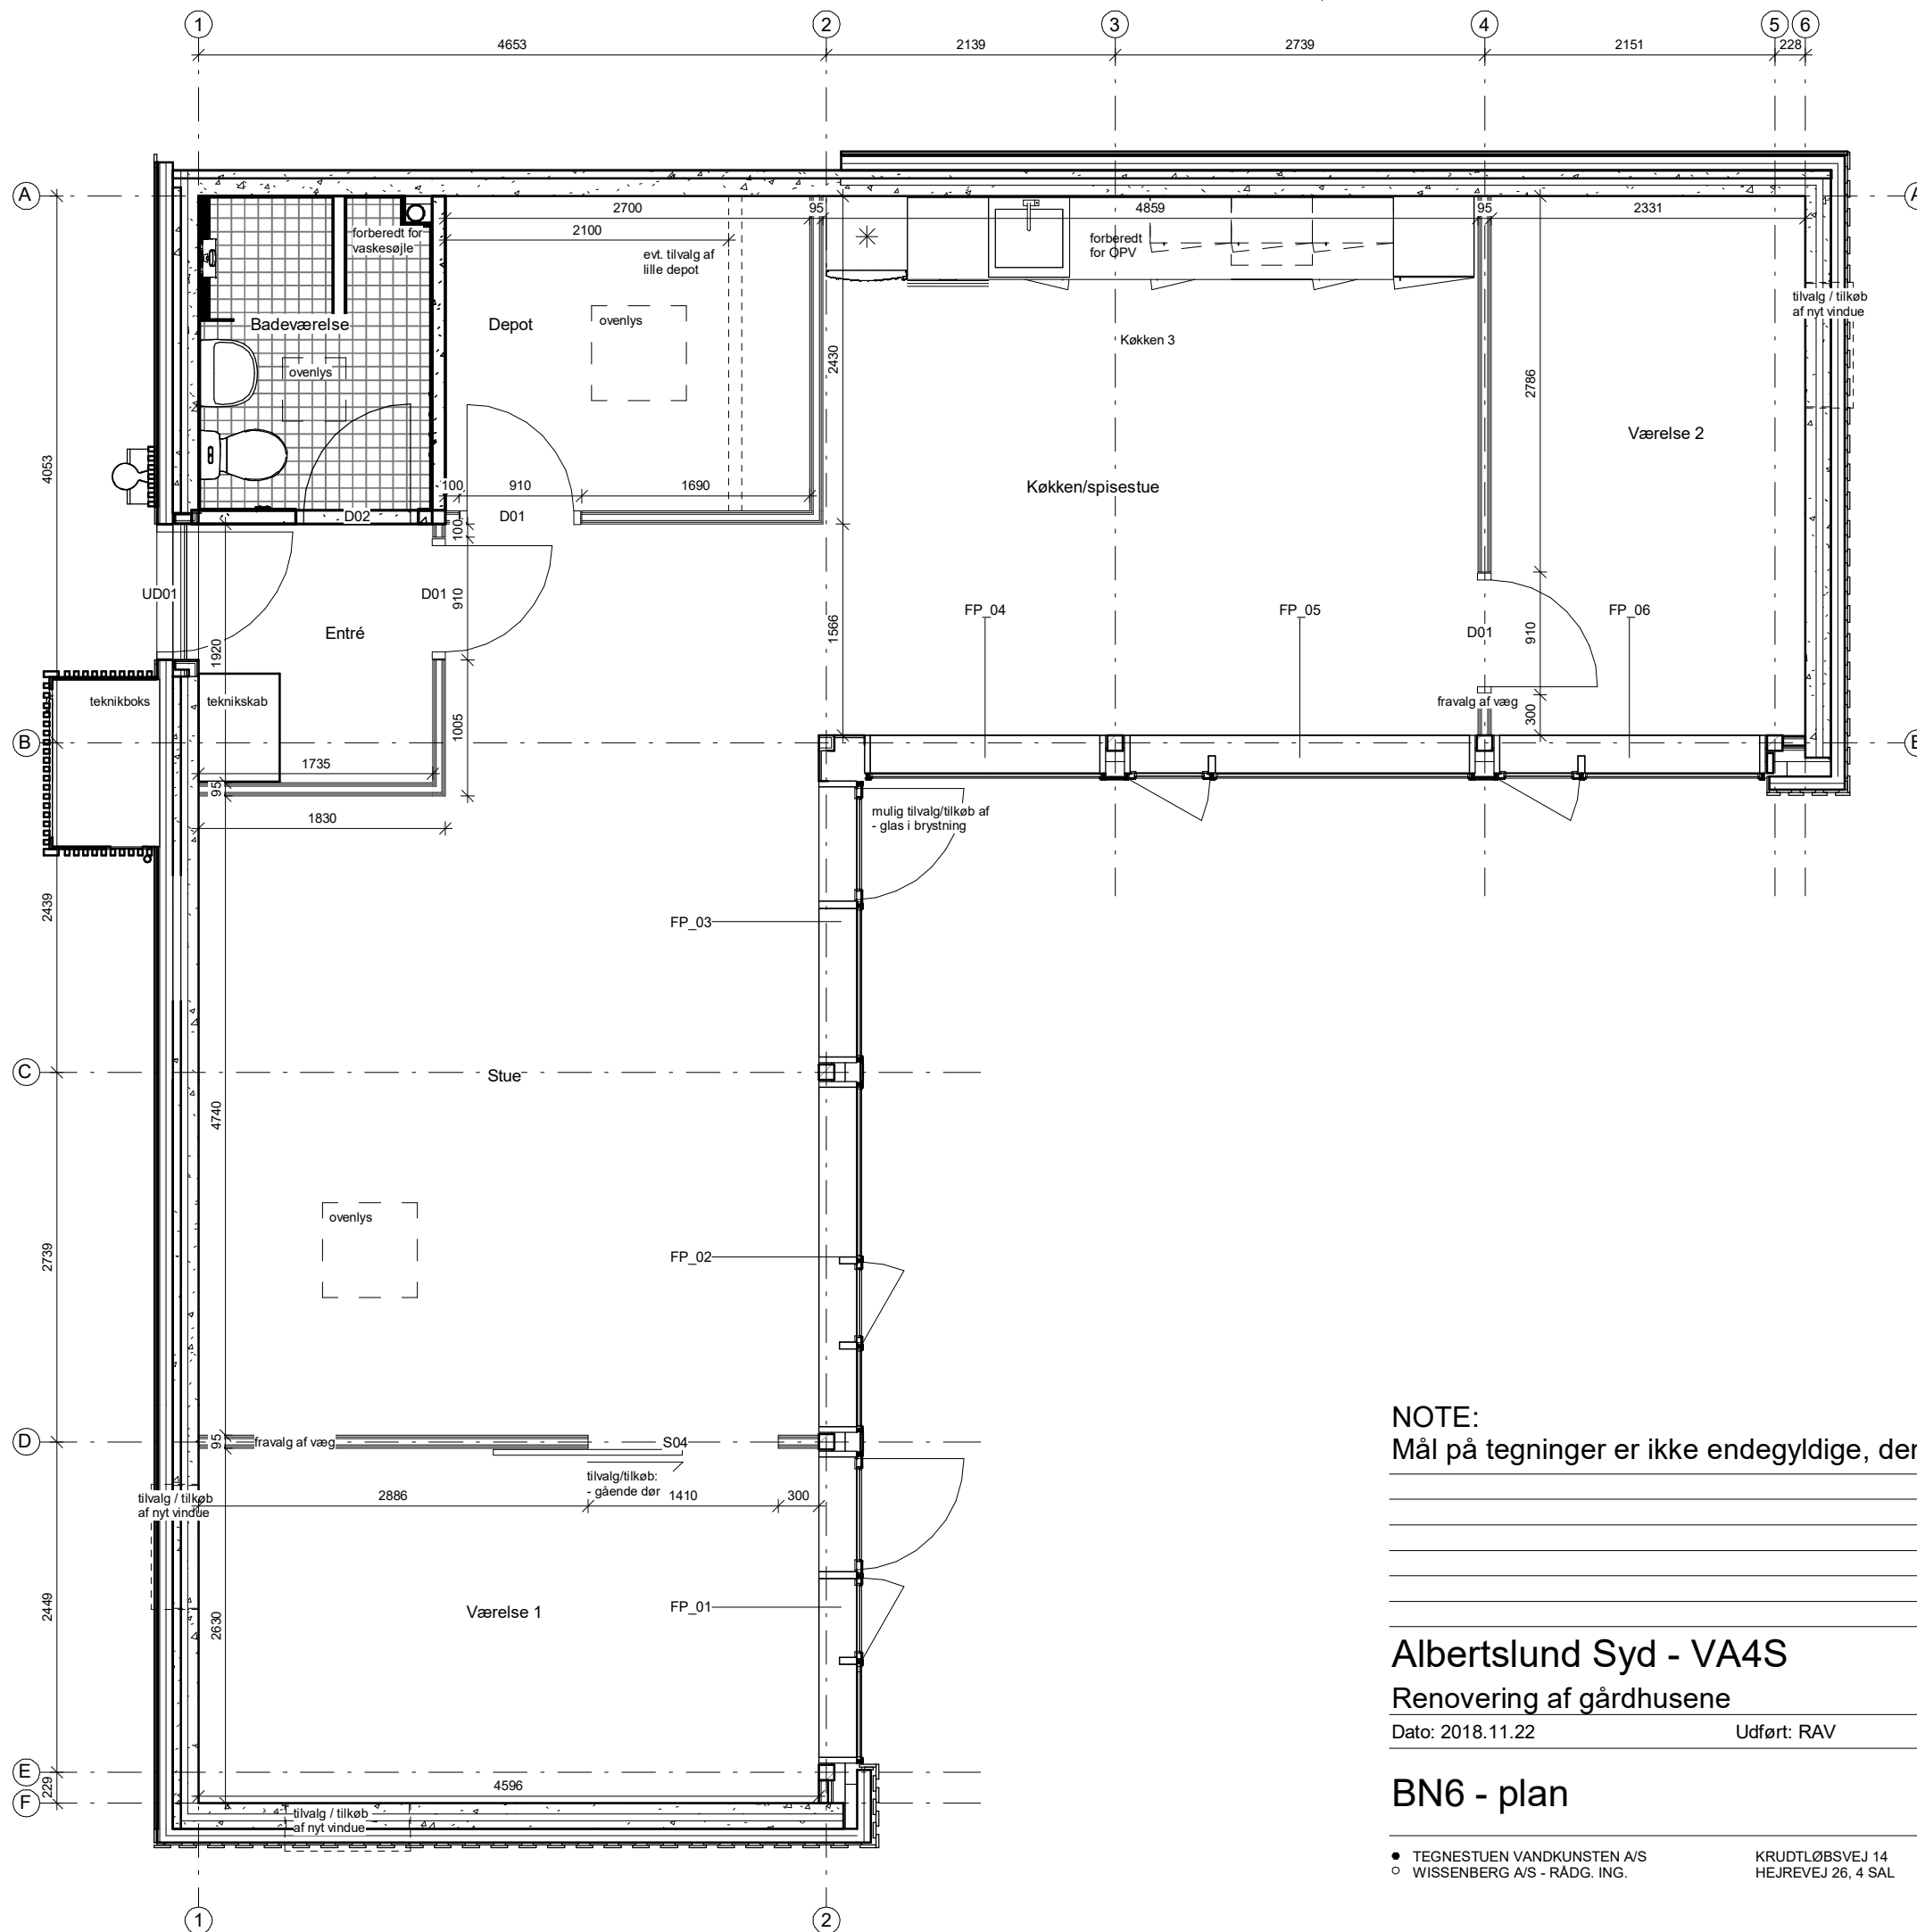 1
2
3
4
5
6
4653
2139
2739
2151
228
A
A
2700
95
4859
95
2331
forberedt for
vaskesøjle
2100
evt. tilvalg af
lille depot
forberedt
for OPV
tilvalg / tilkøb
af nyt vindue
Badeværelse
Depot
ovenlys
Køkken 3
ovenlys
2430
2786
4053
Værelse 2
Køkken/spisestue
100
910
1690
D02
D01
100
UD01
D01
910
FP_04
FP_05
D01
FP_06
910
Entré
1920
1566
teknikboks
teknikskab
fravalg af væg
300
1005
B
1735
95
1830
mulig tilvalg/tilkøb af
- glas i brystning
2439
FP_03
C
Stue
4740
ovenlys
2739
FP_02
D
95
fravalg af væg
S04
tilvalg/tilkøb:
- gående dør
tilvalg / tilkøb
af nyt vindue
2886
1410
300
2449
2630
Værelse 1
FP_01
E
229
F
4596
tilvalg / tilkøb
af nyt vindue
1
2
NOTE:
Mål på tegninger er ikke endegyldige, der
Albertslund Syd - VA4S
Renovering af gårdhusene
Dato: 2018.11.22
Udført: RAV
BN6 - plan
TEGNESTUEN VANDKUNSTEN A/S
KRUDTLØBSVEJ 14
WISSENBERG A/S - RÅDG. ING.
HEJREVEJ 26, 4 SAL